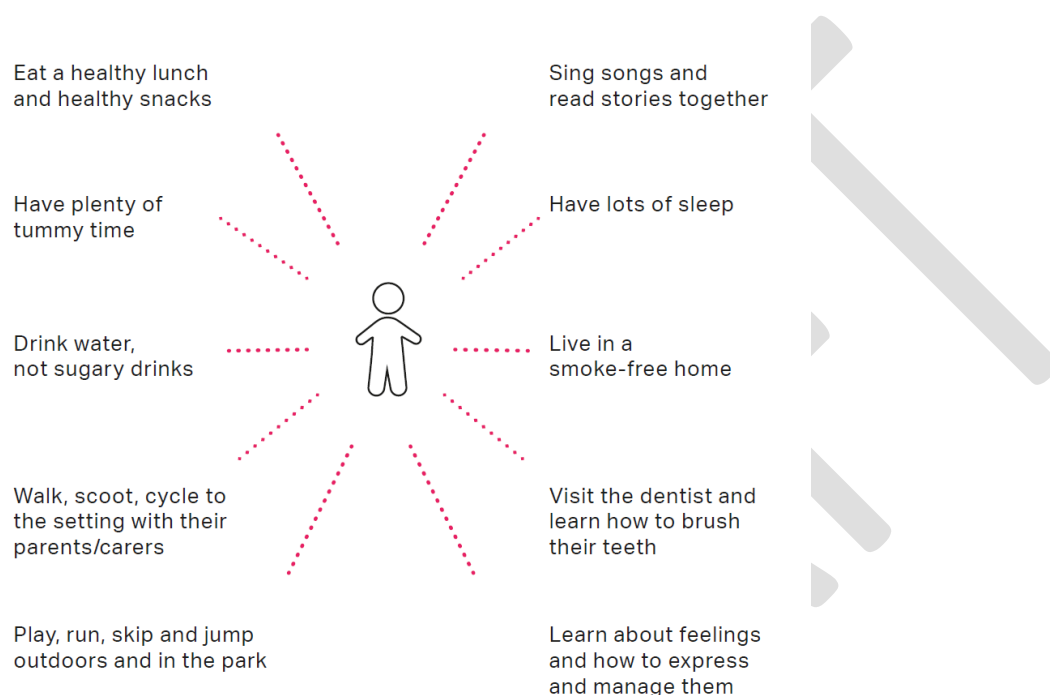 Eat a healthy lunch
and healthy snacks
Have plenty of
tummy time
Drink water,
not sugary drinks
Walk, scoot, cycle to
the setting with their
parents/carers
Play, run, skip and jump
outdoors and in the park
Sing songs and
read stories together
Have lots of sleep
Live in a
smoke-free home
Visit the dentist and
learn how to brush
their teeth
Learn about feelings
and how to express
and manage them